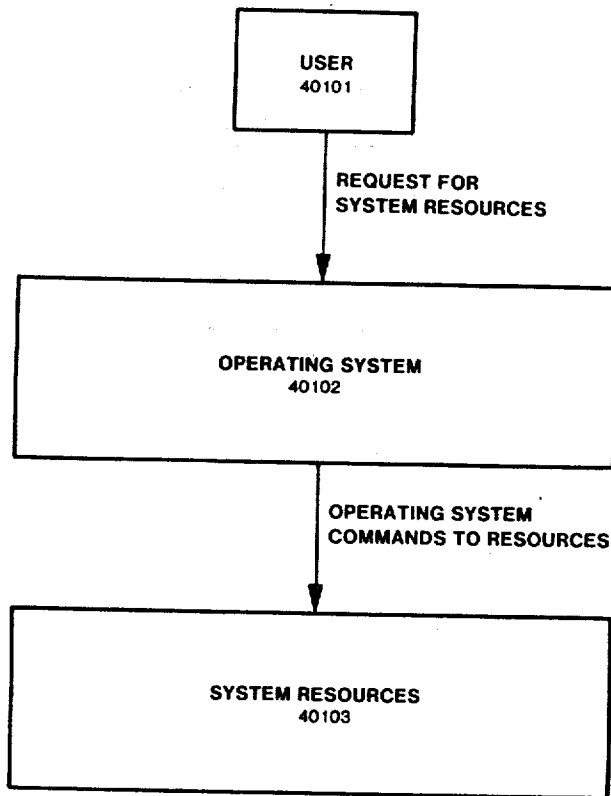 USER
40101
REQUEST FOR
SYSTEM RESOURCES
OPERATING SYSTEM
40102
OPERATING SYSTEM
COMMANDS TO RESOURCES
SYSTEM RESOURCES
40103